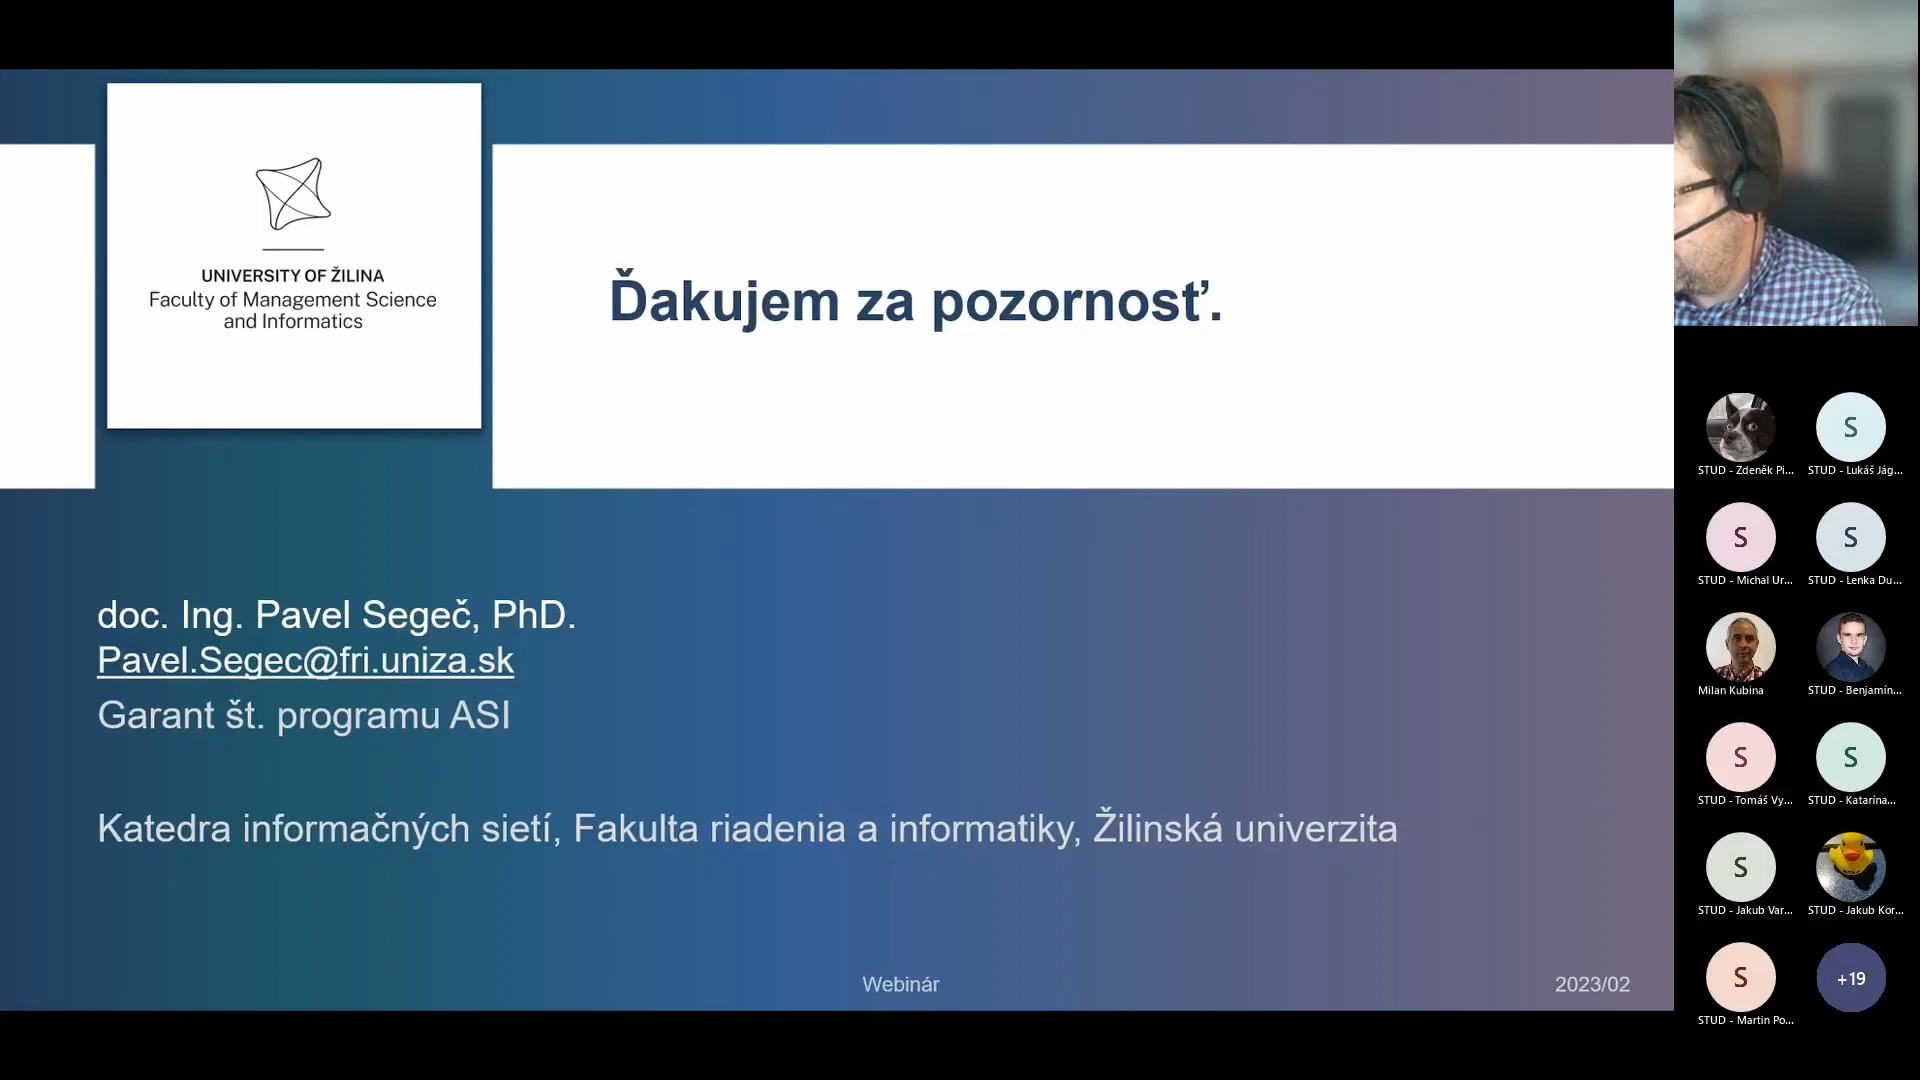 UNIVERSITY OF ŽILINA
Faculty of Management Science
and Informatics
Ďakujem za pozornosť.
doc. Ing. Pavel Segeč, PhD.
Pavel.Segec@fri.uniza.sk
Garant št. programu ASI
Katedra informačných sietí, Fakulta riadenia a informatiky, Žilinská univerzita
Webinár
2023/02
STUD - Zdeněk Pi...
S
STUD - Lukáš Jág...
S
STUD - Michal Ur...
S
STUD - Lenka Du...
Milan Kubina
STUD - Benjamín...
S
STUD - Tomáš Vy...
S
STUD - Katarína...
S
STUD - Jakub Var...
STUD - Jakub Kor...
S
STUD - Martin Po...
+19